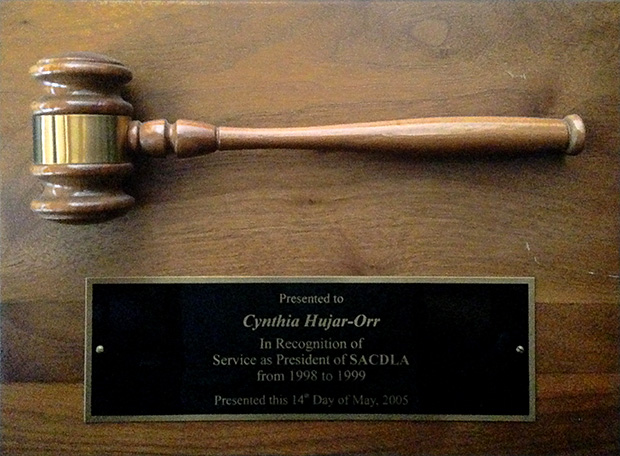 Presented to
Cynthia Hujar-Orr
In Recognition of
Service as President of SACDLA
from 1998 to 1999
Presented this 14th Day of May, 2005